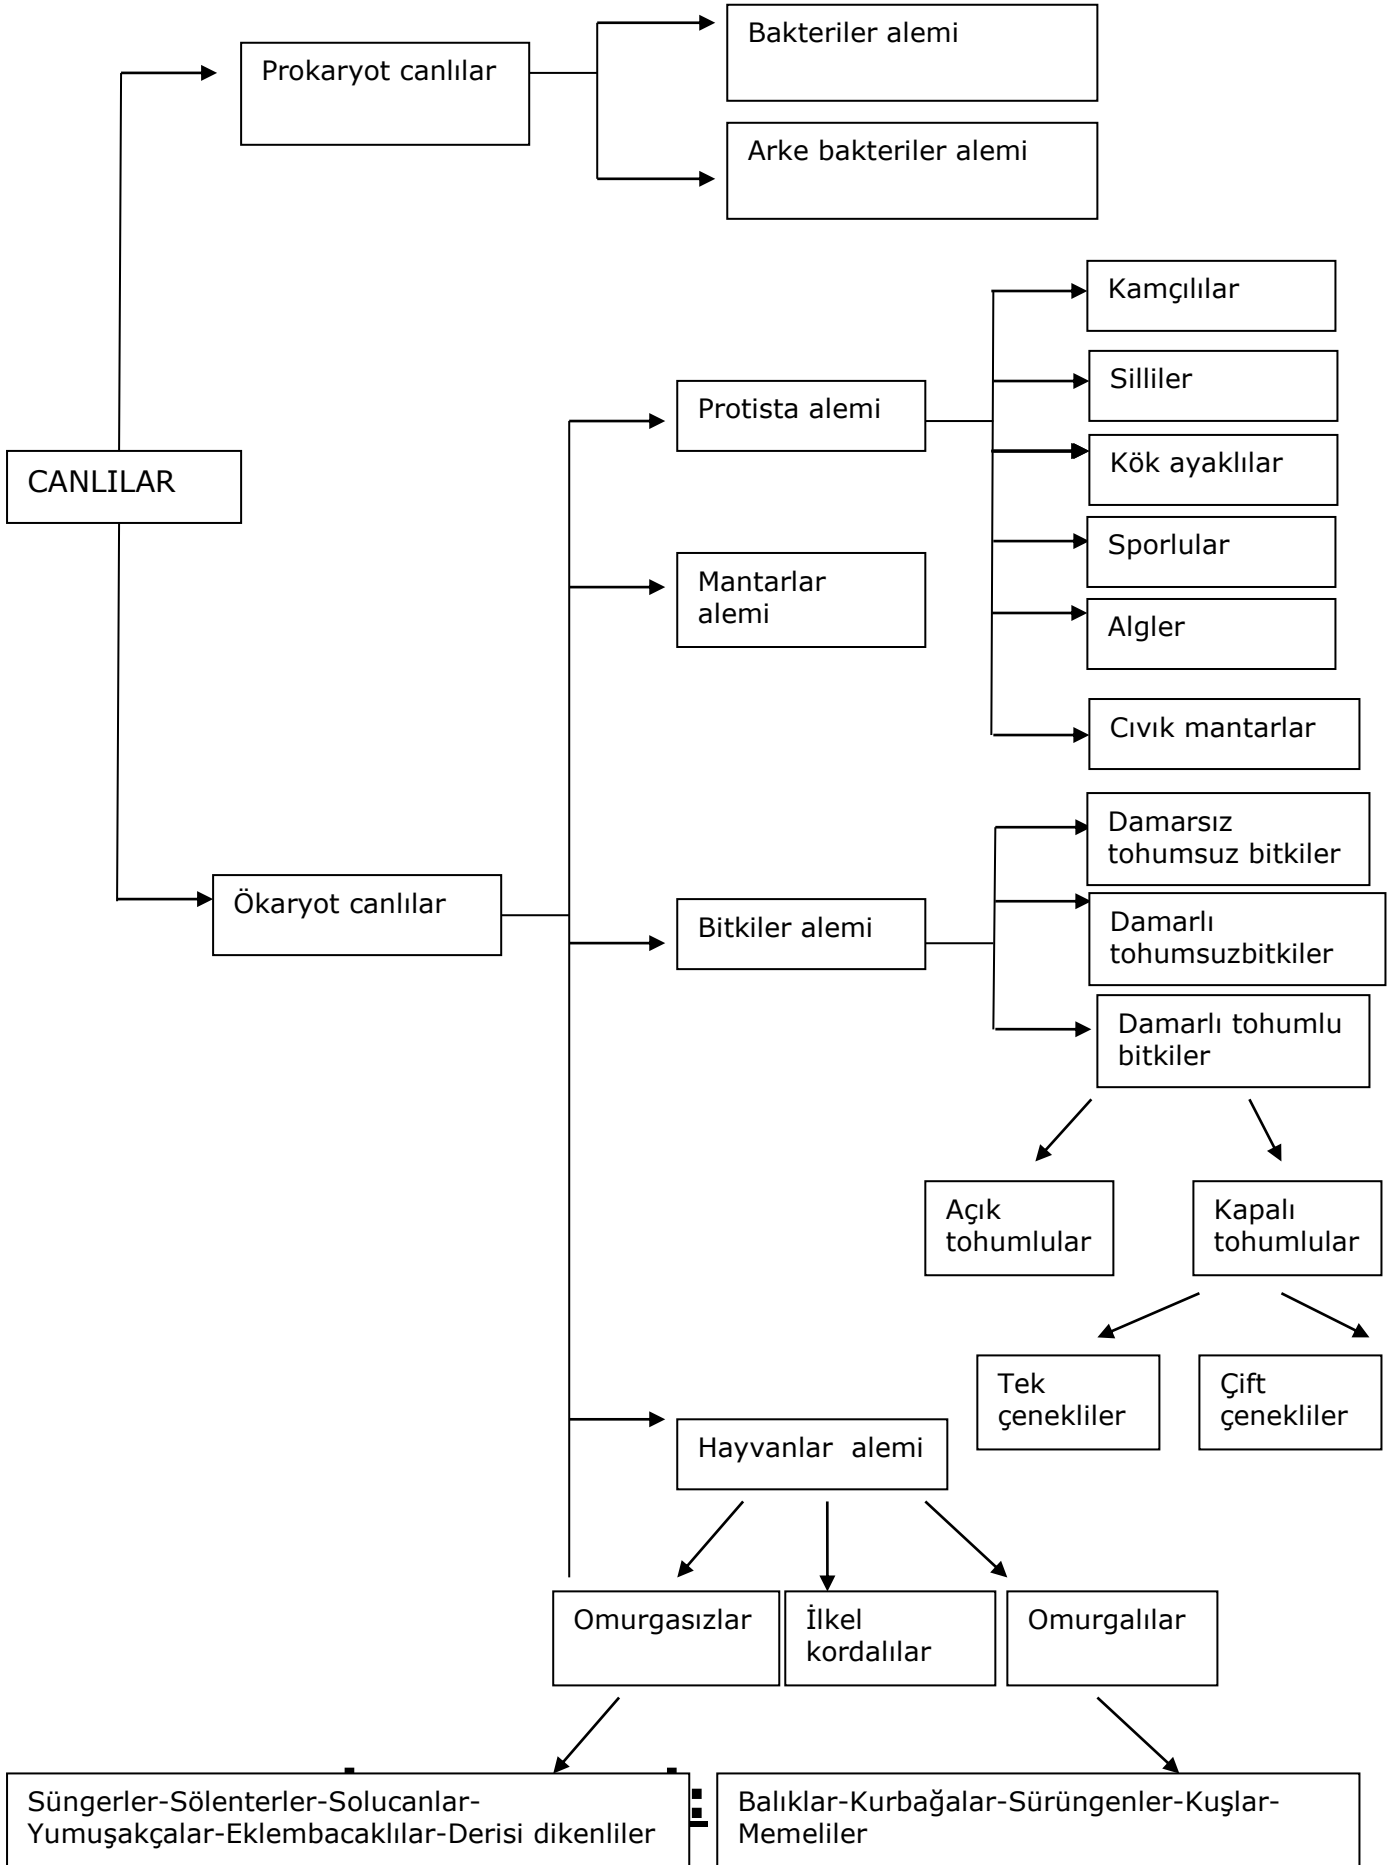 Bakteriler alemi
Prokaryot canlılar
Arke bakteriler alemi
Kamçılılar
Silliler
Protista alemi
Kök ayaklılar
CANLILAR
Sporlular
Mantarlar
alemi
Algler
Cıvık mantarlar
Damarsız
tohumsuz bitkiler
Ökaryot canlılar
Bitkiler alemi
Damarlı
tohumsuzbitkiler
Damarlı tohumlu
bitkiler
Açık
tohumlular
Kapalı
tohumlular
Tek
çenekliler
Çift
çenekliler
Hayvanlar  alemi
Omurgasızlar
İlkel
kordalılar
Omurgalılar
Süngerler-Sölenterler-Solucanlar-
Yumuşakçalar-Eklembacaklılar-Derisi dikenliler
Balıklar-Kurbağalar-Sürüngenler-Kuşlar-
Memeliler